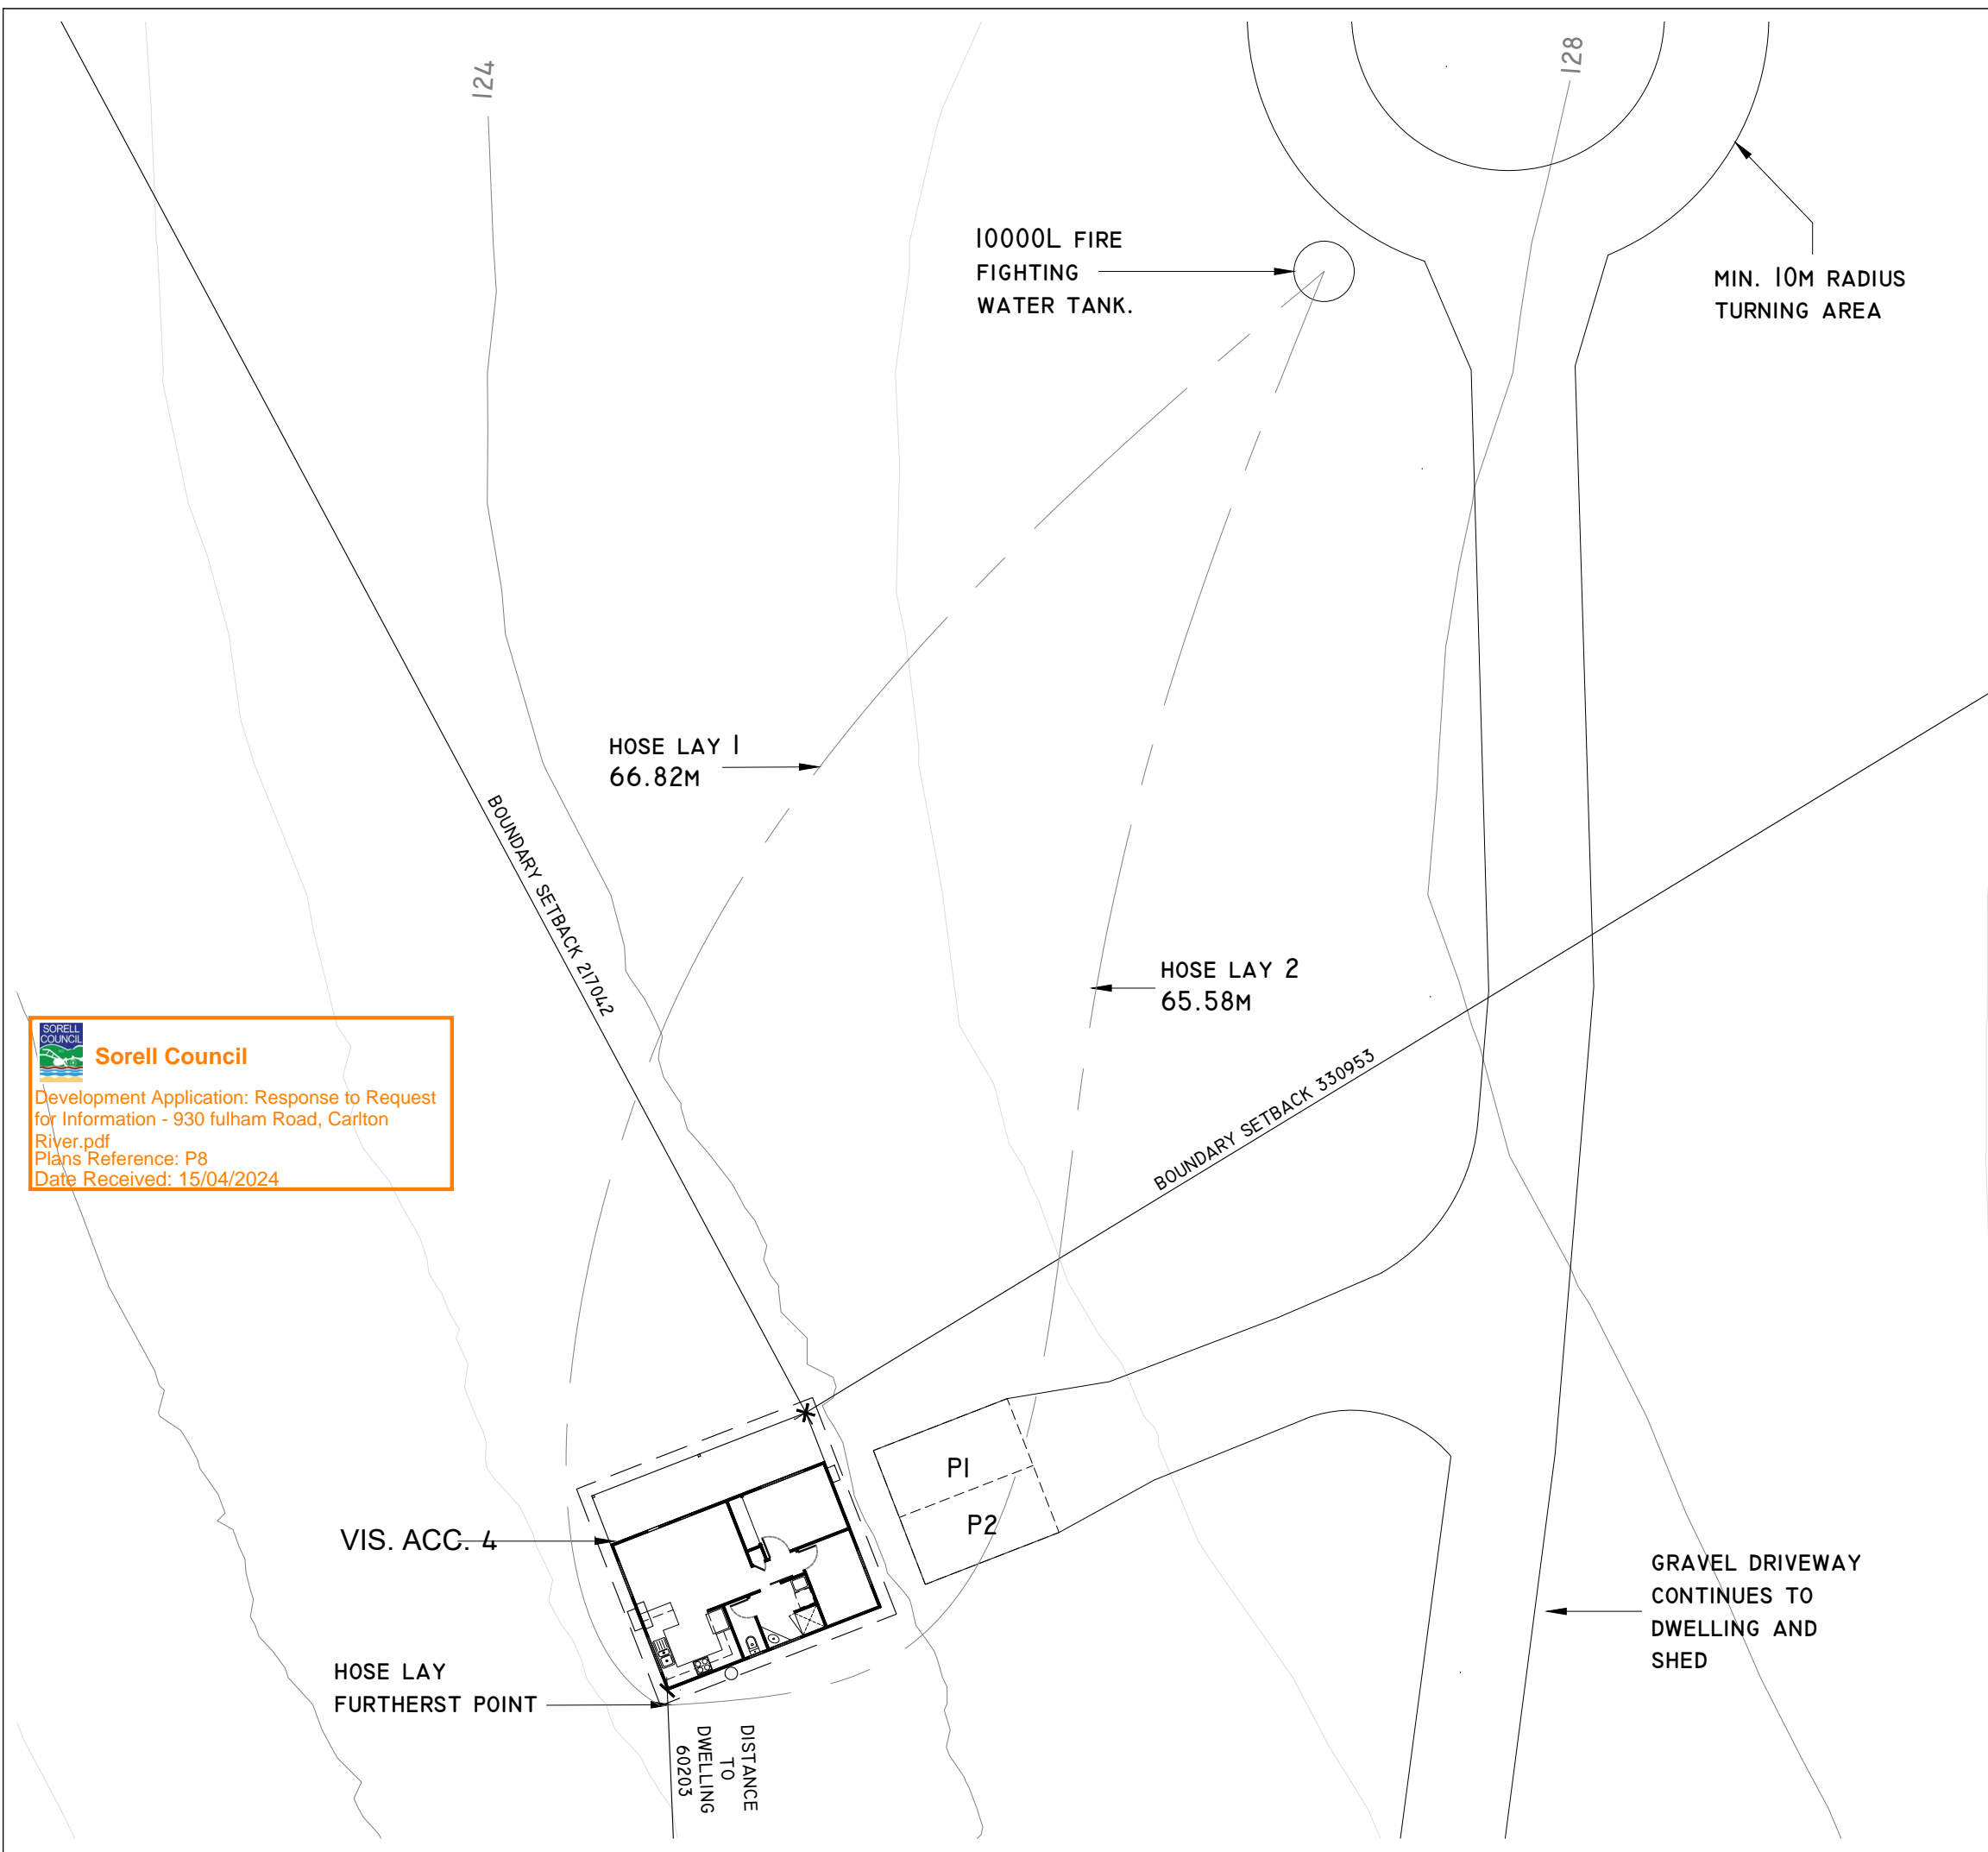 124
128
10000L FIRE
FIGHTING
WATER TANK.
MIN. 10M RADIUS
TURNING AREA
HOSE LAY 1
66.82M
BOUNDARY SETBACK 217042
HOSE LAY 2
65.58M
BOUNDARY SETBACK 330953
SORELL
COUNCIL
Sorell Council
Development Application: Response to Request
for Information - 930 fulham Road, Carlton
River.pdf
Plans Reference: P8
Date Received: 15/04/2024
P1
P2
VIS. ACC. 4
GRAVEL DRIVEWAY
CONTINUES TO
DWELLING AND
SHED
HOSE LAY
FURTHERST POINT
DISTANCE
TO
DWELLING
60203